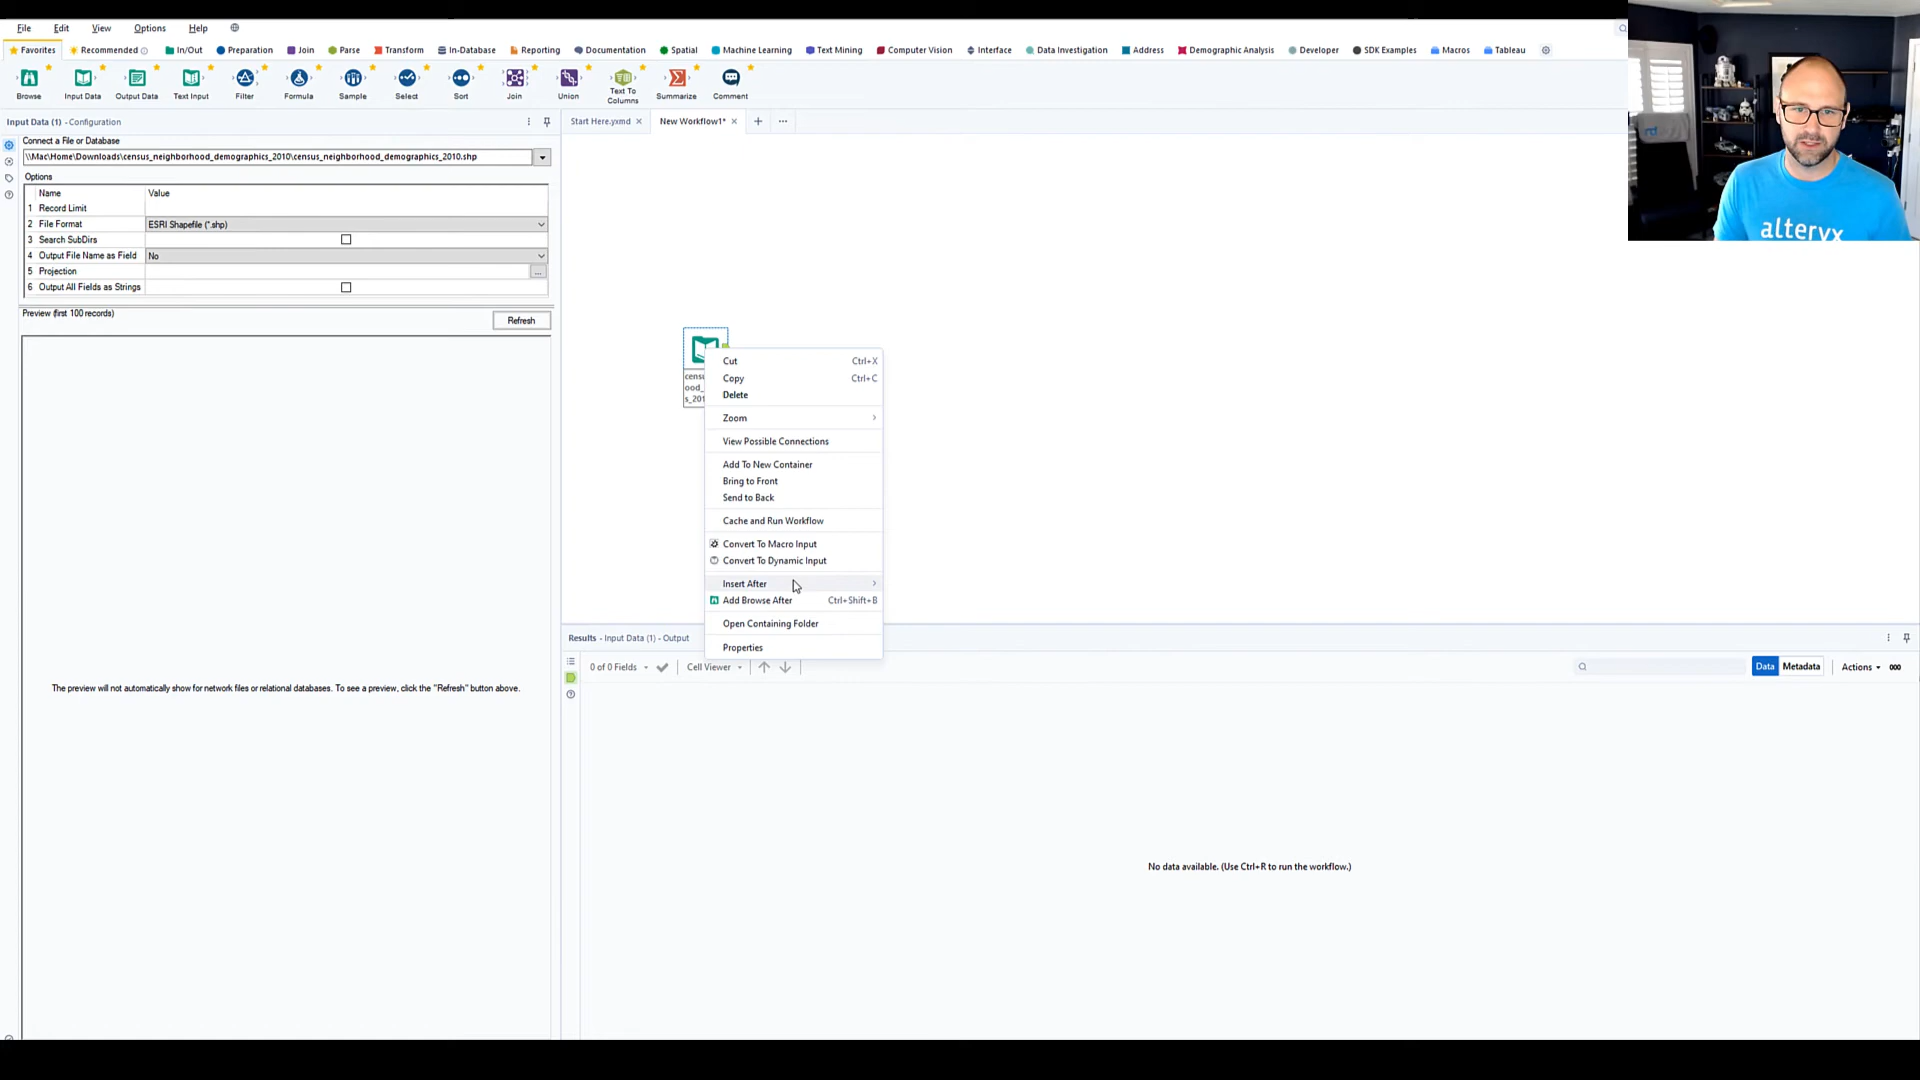 File Edit View Options Help
Favorites Recommended In/Out Preparation Join Parse Transform In-Database Reporting Documentation Spatial Machine Learning Text Mining Computer Vision Interface Data Investigation Address Demographic Analysis Developer SDK Examples Macros Tableau
Browse Input Data Output Data Text Input Filter Formula Sample Select Sort Join Union Text To Columns Summarize Comment
Input Data (1) - Configuration
Connect a File or Database
\\Mac\Home\Downloads\census_neighborhood_demographics_2010\census_neighborhood_demographics_2010.shp
Options
Name Value
1 Record Limit
2 File Format ESRI Shapefile (*.shp)
3 Search SubDirs
4 Output File Name as Field No
5 Projection ...
6 Output All Fields as Strings
Preview (first 100 records)
Refresh
The preview will not automatically show for network files or relational databases. To see a preview, click the "Refresh" button above.
Start Here.yxmd New Workflow1*
censu
ood_
s_201
Cut Ctrl+X
Copy Ctrl+C
Delete
Zoom
View Possible Connections
Add To New Container
Bring to Front
Send to Back
Cache and Run Workflow
Convert To Macro Input
Convert To Dynamic Input
Insert After
Add Browse After Ctrl+Shift+B
Open Containing Folder
Properties
Results - Input Data (1) - Output
0 of 0 Fields Cell Viewer Data Metadata Actions 000
No data available. (Use Ctrl+R to run the workflow.)
alteryx